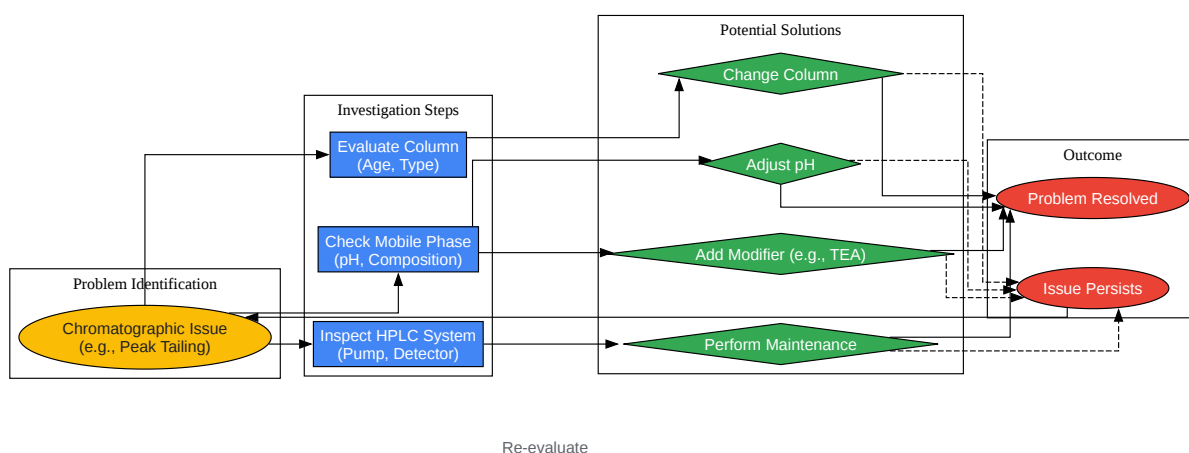 Potential Solutions
Change Column
Investigation Steps
Evaluate Column
(Age, Type)
Adjust pH
Outcome
Problem Resolved
Check Mobile Phase
(pH, Composition)
Add Modifier (e.g., TEA)
Issue Persists
Problem Identification
Chromatographic Issue
(e.g., Peak Tailing)
Inspect HPLC System
(Pump, Detector)
Perform Maintenance
Re-evaluate